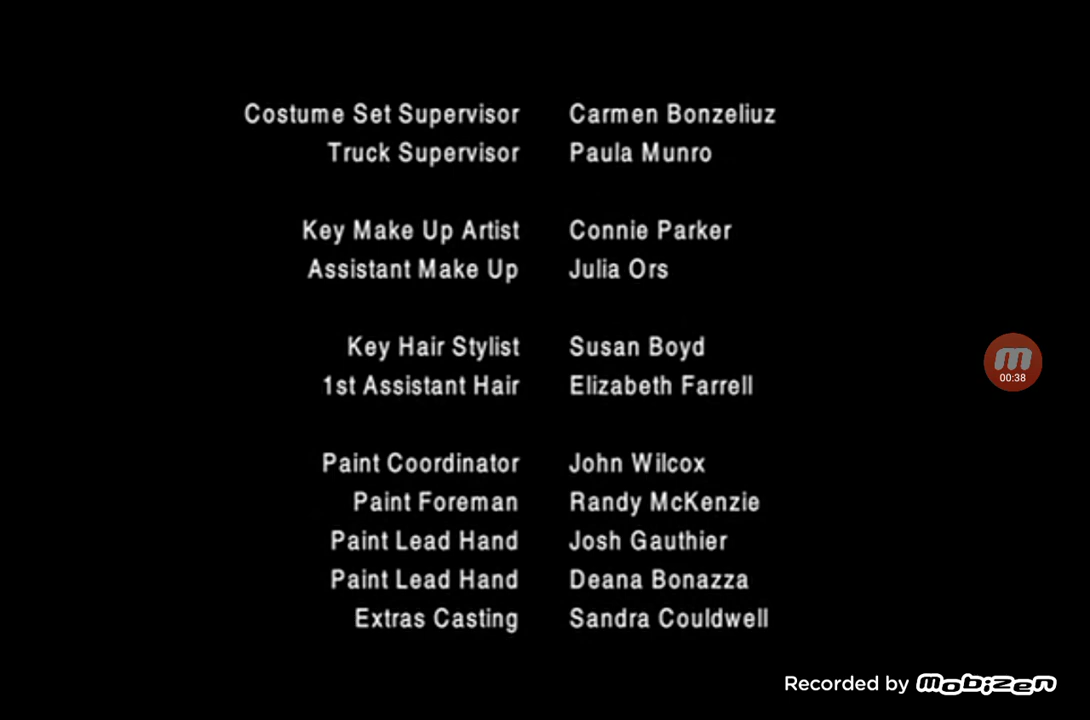 Costume Set Supervisor Carmen Bonzeliuz
Truck Supervisor Paula Munro
Key Make Up Artist Connie Parker
Assistant Make Up Julia Ors
Key Hair Stylist Susan Boyd
1st Assistant Hair Elizabeth Farrell
Paint Coordinator John Wilcox
Paint Foreman Randy McKenzie
Paint Lead Hand Josh Gauthier
Paint Lead Hand Deana Bonazza
Extras Casting Sandra Couldwell
m
00:38
Recorded by mobizen